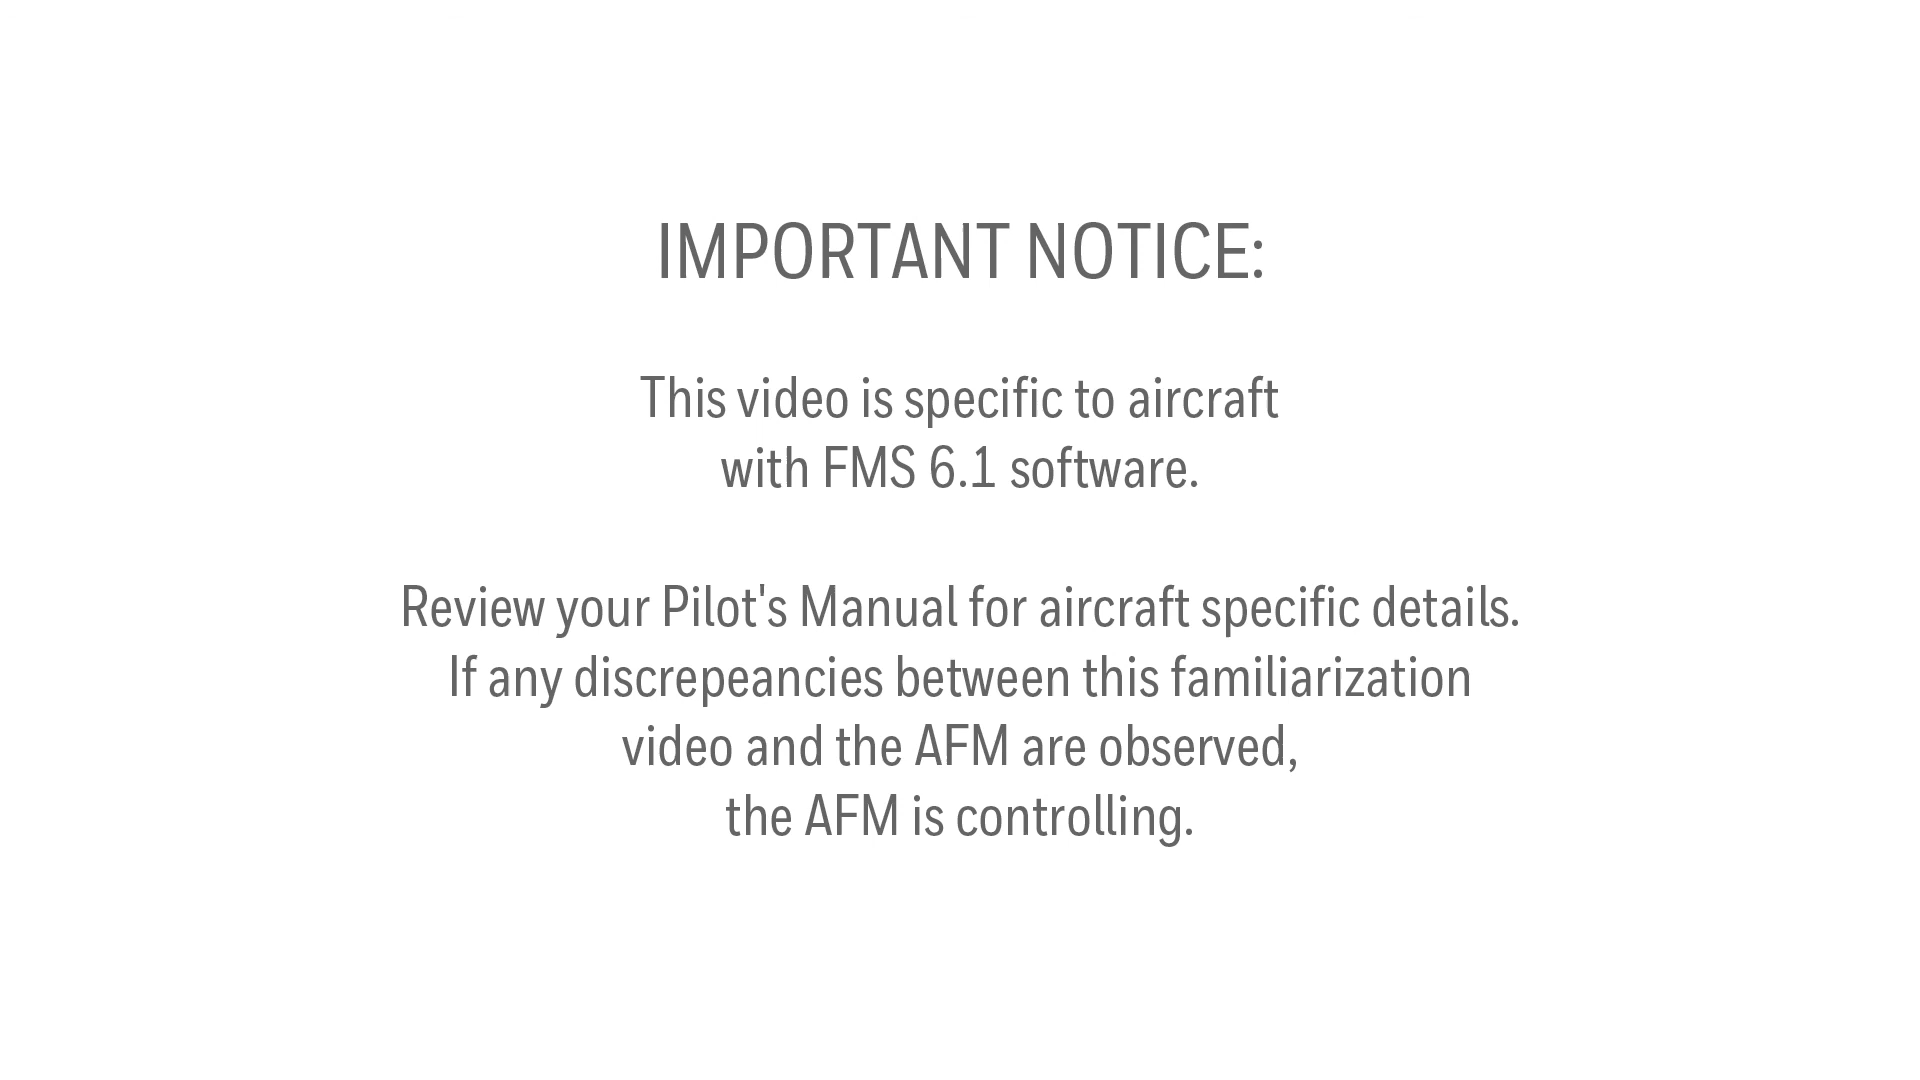 IMPORTANT NOTICE:
This video is specific to aircraft
with FMS 6.1 software.
Review your Pilot's Manual for aircraft specific details.
If any discrepeancies between this familiarization
video and the AFM are observed,
the AFM is controlling.